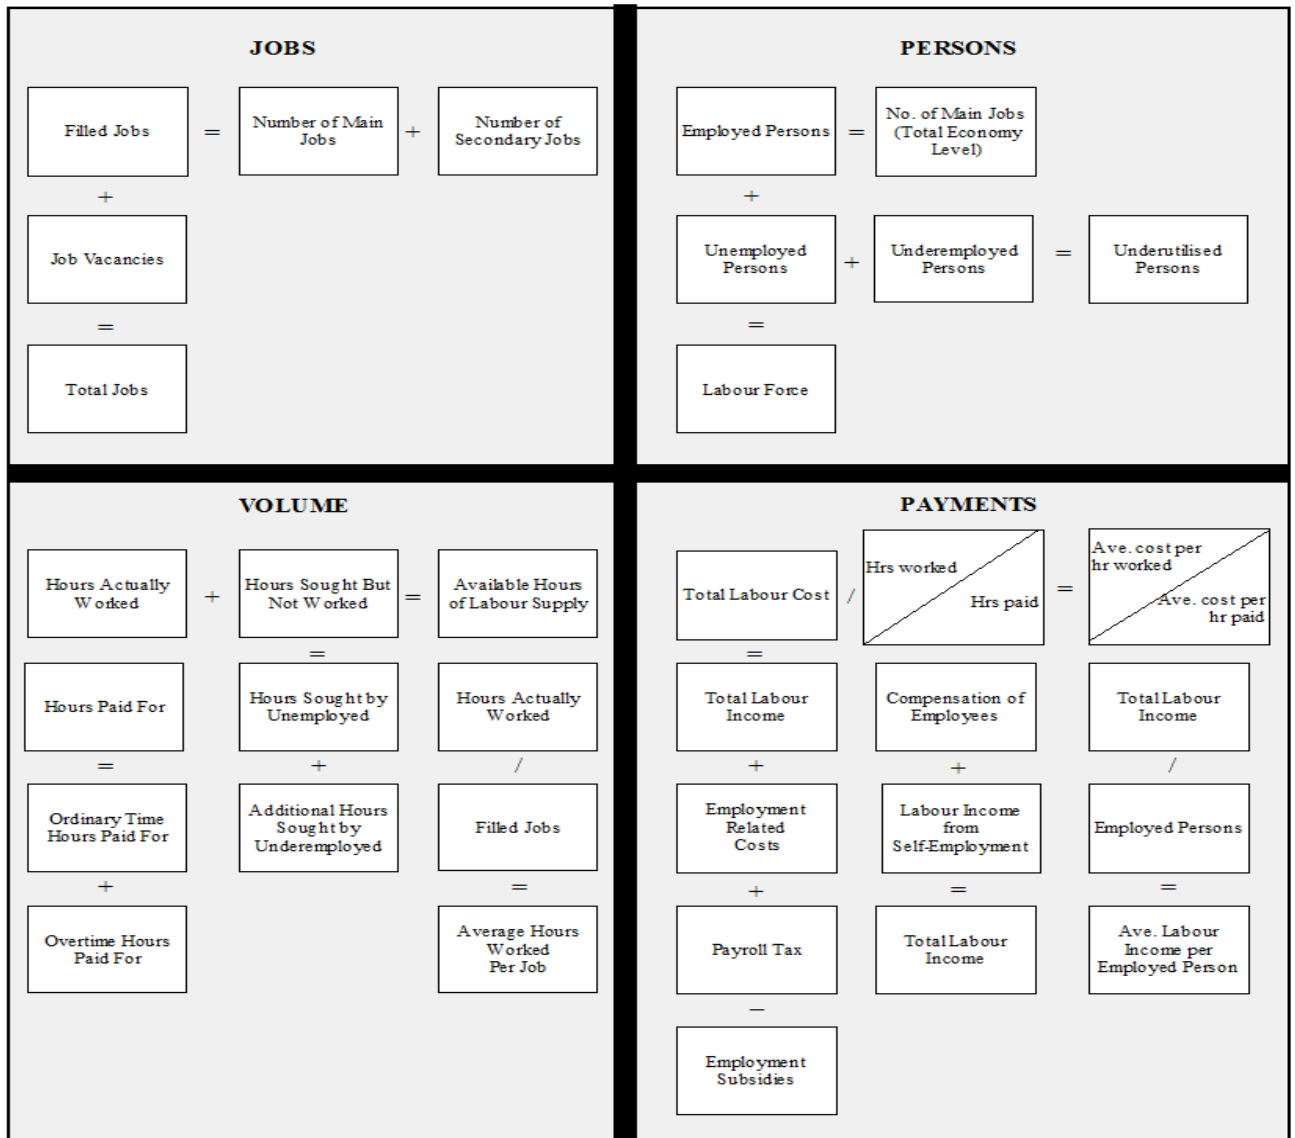 JOBS
Filled Jobs
=
Number of Main
Jobs
+
Number of
Secondary Jobs
+
Job Vacancies
=
Total Jobs
PERSONS
Employed Persons
=
No. of Main Jobs
(Total Economy
Level)
+
Unemployed
Persons
+
Underemployed
Persons
=
Underutilised
Persons
=
Labour Force
VOLUME
Hours Actually
Worked
+
Hours Sought But
Not Worked
=
Available Hours
of Labour Supply
=
Hours Paid For
Hours Sought by
Unemployed
Hours Actually
Worked
=
+
/
Ordinary Time
Hours Paid For
Additional Hours
Sought by
Underemployed
Filled Jobs
+
=
Overtime Hours
Paid For
Average Hours
Worked
Per Job
PAYMENTS
Total Labour Cost
/
Hrs worked
Hrs paid
=
Ave. cost per
hr worked
Ave. cost per
hr paid
=
Total Labour
Income
Compensation of
Employees
Total Labour
Income
+
+
/
Employment
Related
Costs
Labour Income
from
Self-Employment
Employed Persons
+
=
=
Payroll Tax
Total Labour
Income
Ave. Labour
Income per
Employed Person
−
Employment
Subsidies